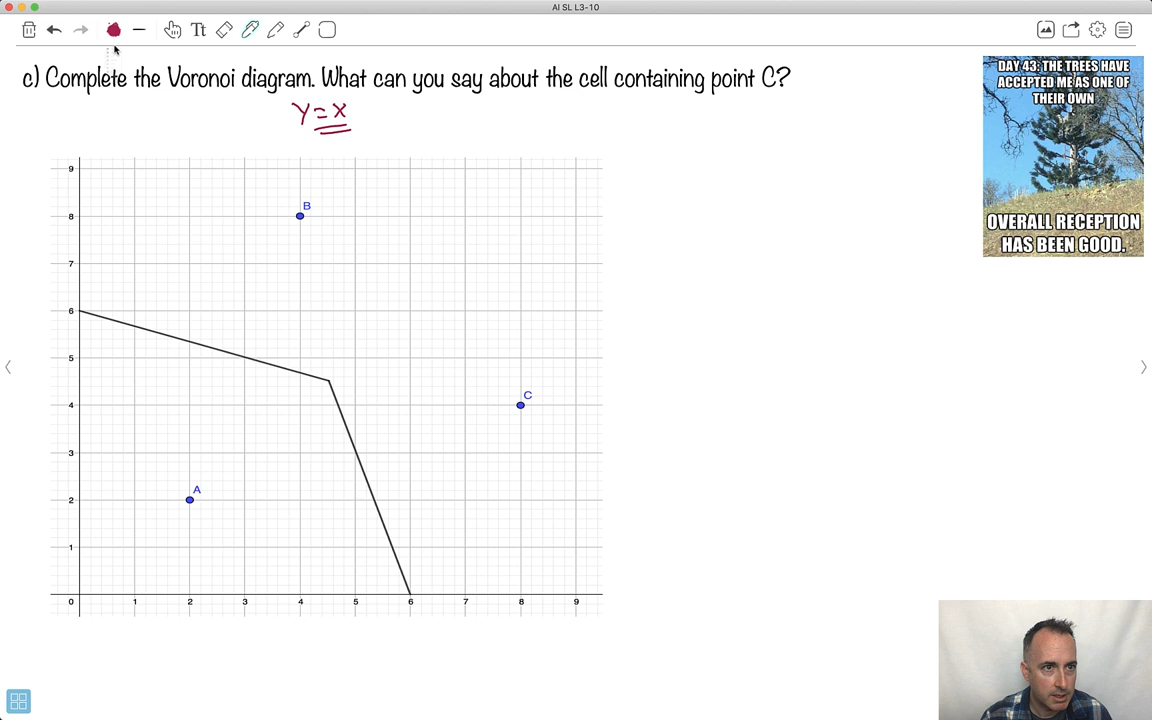 AI SL L3-10
Tt
c) Complete the Voronoi diagram. What can you say about the cell containing point C?
y = x
DAY 43: THE TREES HAVE
ACCEPTED ME AS ONE OF
THEIR OWN
OVERALL RECEPTION
HAS BEEN GOOD.
9
B
8
7
6
5
C
4
3
A
2
1
0 1 2 3 4 5 6 7 8 9